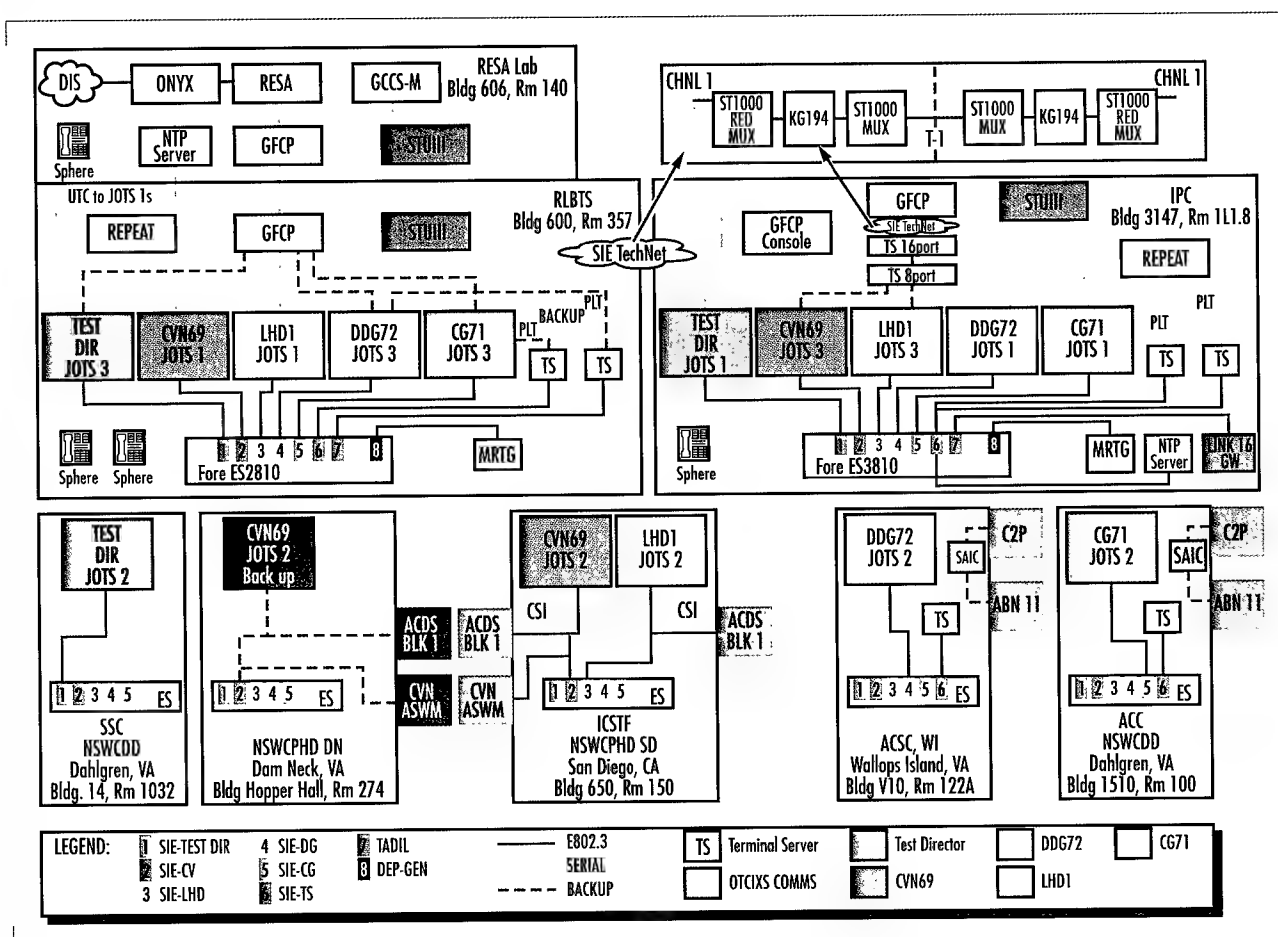 RESA Lab
Bldg 606, Rm 140
DIS
ONYX
RESA
GCCS-M
Sphere
NTP
Server
GFCP
STUIII
CHNL 1
ST1000
RED
MUX
KG194
ST1000
MUX
T-1
ST1000
MUX
KG194
ST1000
RED
MUX
CHNL 1
UTC to JOTS 1s
RLBTS
Bldg 600, Rm 357
REPEAT
GFCP
STUIII
SIE TechNet
TEST
DIR
JOTS 3
CVN69
JOTS 1
LHD1
JOTS 1
DDG72
JOTS 3
CG71
JOTS 3
PLT
BACKUP
PLT
TS
TS
1 2 3 4 5 6 7 8
Fore ES2810
MRTG
Sphere
Sphere
IPC
Bldg 3147, Rm 1L1.8
GFCP
Console
GFCP
SIE TechNet
TS 16port
TS 8port
STUIII
REPEAT
TEST
DIR
JOTS 1
CVN69
JOTS 3
LHD1
JOTS 3
DDG72
JOTS 1
CG71
JOTS 1
PLT
PLT
TS
TS
1 2 3 4 5 6 7 8
Fore ES3810
Sphere
MRTG
NTP
Server
LINK 16
GW
TEST
DIR
JOTS 2
1 2 3 4 5 ES
SSC
NSWCDD
Dahlgren, VA
Bldg. 14, Rm 1032
CVN69
JOTS 2
Back up
1 2 3 4 5 ES
NSWCPHD DN
Dam Neck, VA
Bldg Hopper Hall, Rm 274
ACDS
BLK 1
ACDS
BLK 1
CVN
ASWM
CVN
ASWM
CVN69
JOTS 2
LHD1
JOTS 2
CSI
CSI
ACDS
BLK 1
1 2 3 4 5 ES
ICSTF
NSWCPHD SD
San Diego, CA
Bldg 650, Rm 150
DDG72
JOTS 2
SAIC
C2P
ABN 11
TS
1 2 3 4 5 6 ES
ACSC, WI
Wallops Island, VA
Bldg V10, Rm 122A
CG71
JOTS 2
SAIC
C2P
ABN 11
TS
1 2 3 4 5 6 ES
ACC
NSWCDD
Dahlgren, VA
Bldg 1510, Rm 100
LEGEND:
1 SIE-TEST DIR
2 SIE-CV
3 SIE-LHD
4 SIE-DG
5 SIE-CG
6 SIE-TS
7 TADIL
8 DEP-GEN
E802.3
SERIAL
BACKUP
TS Terminal Server
OTCIXS COMMS
Test Director
CVN69
DDG72
LHD1
CG71